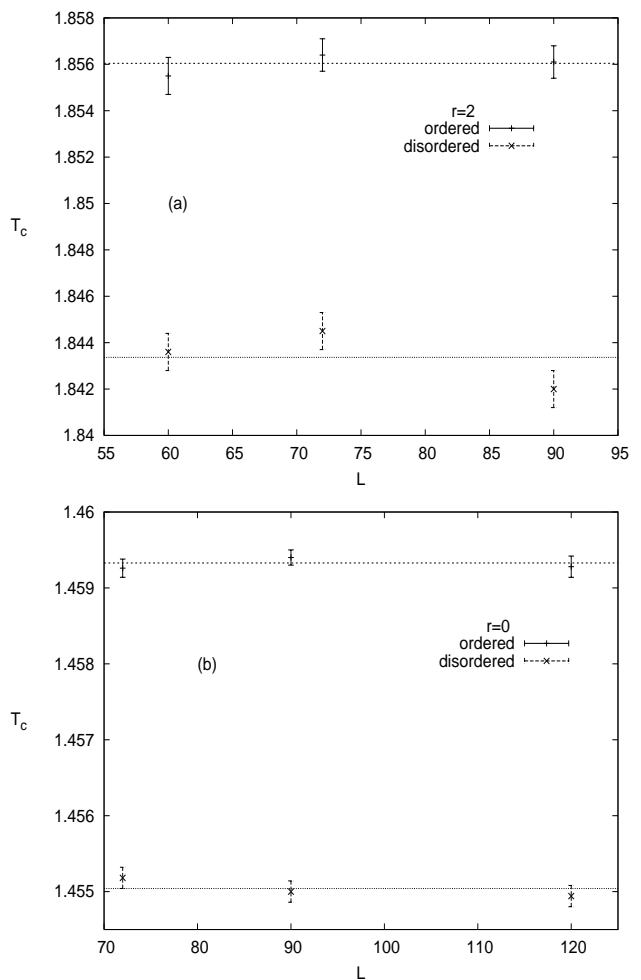 1.858
1.856
1.854
1.852
1.85
1.848
1.846
1.844
1.842
1.84
T_c
(a)
r=2
ordered
disordered
55 60 65 70 75 80 85 90 95
L
1.46
1.459
1.458
1.457
1.456
1.455
T_c
(b)
r=0
ordered
disordered
70 80 90 100 110 120
L